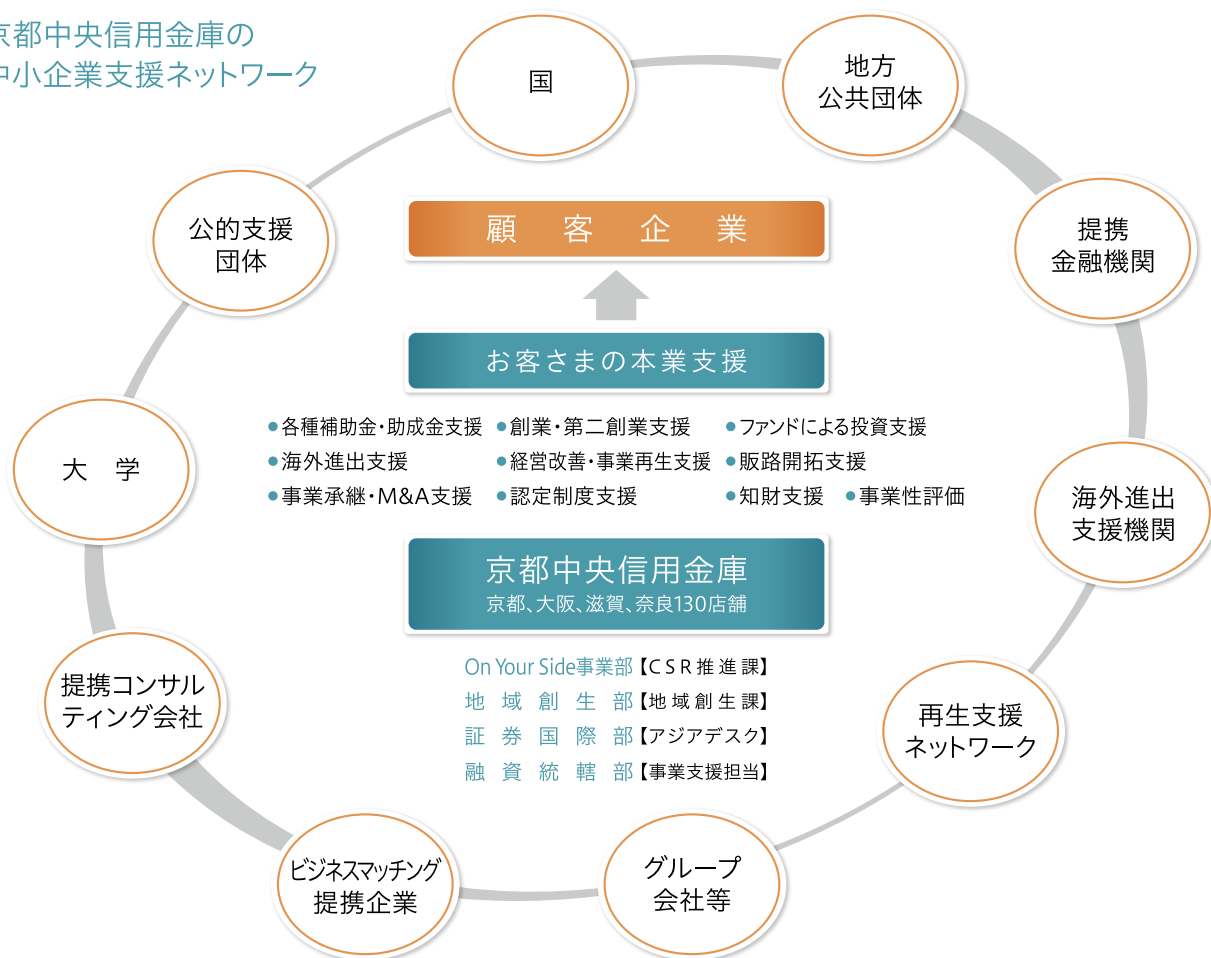 京都中央信用金庫の
中小企業支援ネットワーク
国
地方
公共団体
公的支援
団体
提携
金融機関
顧客企業
お客さまの本業支援
●各種補助金・助成金支援 ●創業・第二創業支援 ●ファンドによる投資支援
●海外進出支援 ●経営改善・事業再生支援 ●販路開拓支援
●事業承継・M&A支援 ●認定制度支援 ●知財支援 ●事業性評価
大学
海外進出
支援機関
京都中央信用金庫
京都、大阪、滋賀、奈良130店舗
On Your Side事業部【CSR推進課】
地域創生部【地域創生課】
証券国際部【アジアデスク】
融資統轄部【事業支援担当】
提携コンサル
ティング会社
再生支援
ネットワーク
ビジネスマッチング
提携企業
グループ
会社等